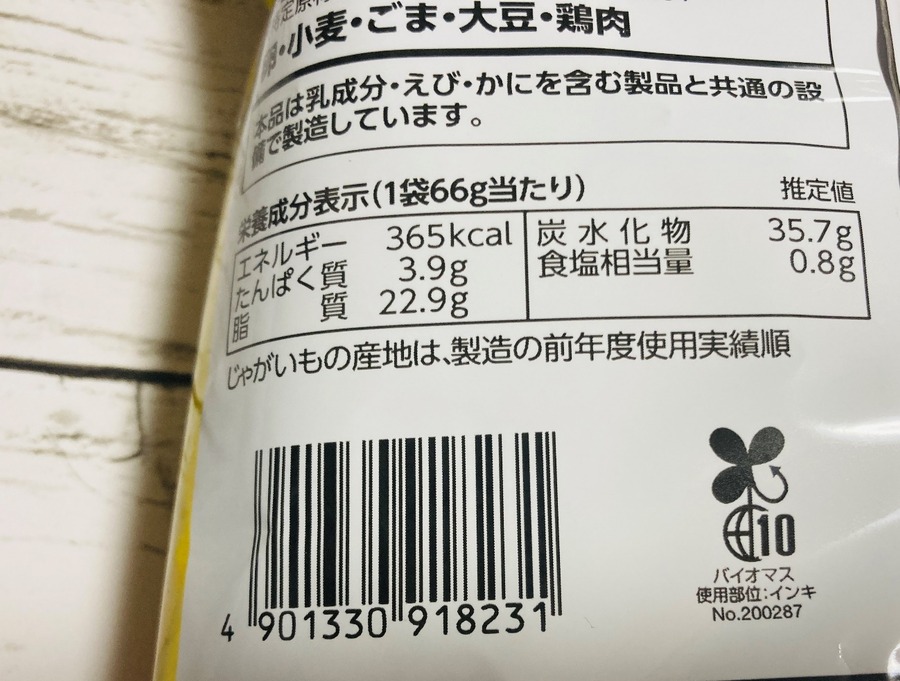 定原材
卵・小麦・ごま・大豆・鶏肉
本品は乳成分・えび・かにを含む製品と共通の設
備で製造しています。
栄養成分表示(1袋66g当たり) 推定値
エネルギー 365kcal 炭水化物 35.7g
たんぱく質 3.9g 食塩相当量 0.8g
脂質 22.9g
じゃがいもの産地は、製造の前年度使用実績順
10
バイオマス
使用部位:インキ
No.200287
4 901330 918231